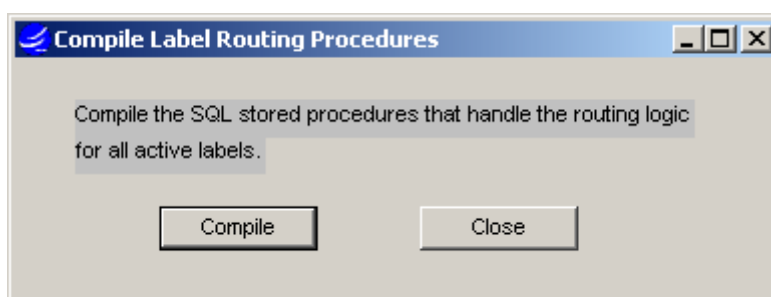 Compile Label Routing Procedures
Compile the SQL stored procedures that handle the routing logic
for all active labels.
Compile
Close